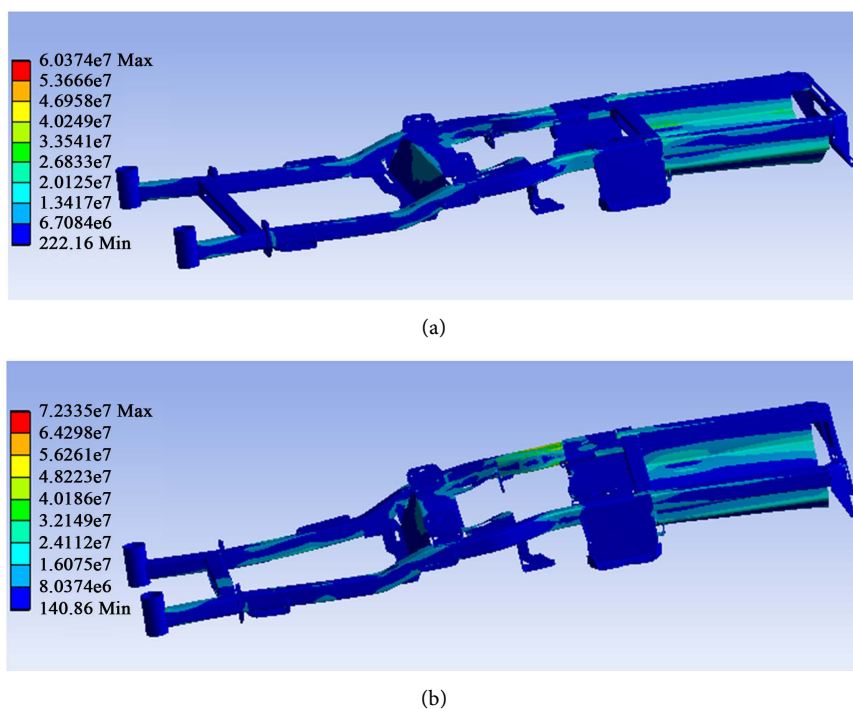 6.0374e7 Max
5.3666e7
4.6958e7
4.0249e7
3.3541e7
2.6833e7
2.0125e7
1.3417e7
6.7084e6
222.16 Min
(a)
7.2335e7 Max
6.4298e7
5.6261e7
4.8223e7
4.0186e7
3.2149e7
2.4112e7
1.6075e7
8.0374e6
140.86 Min
(b)